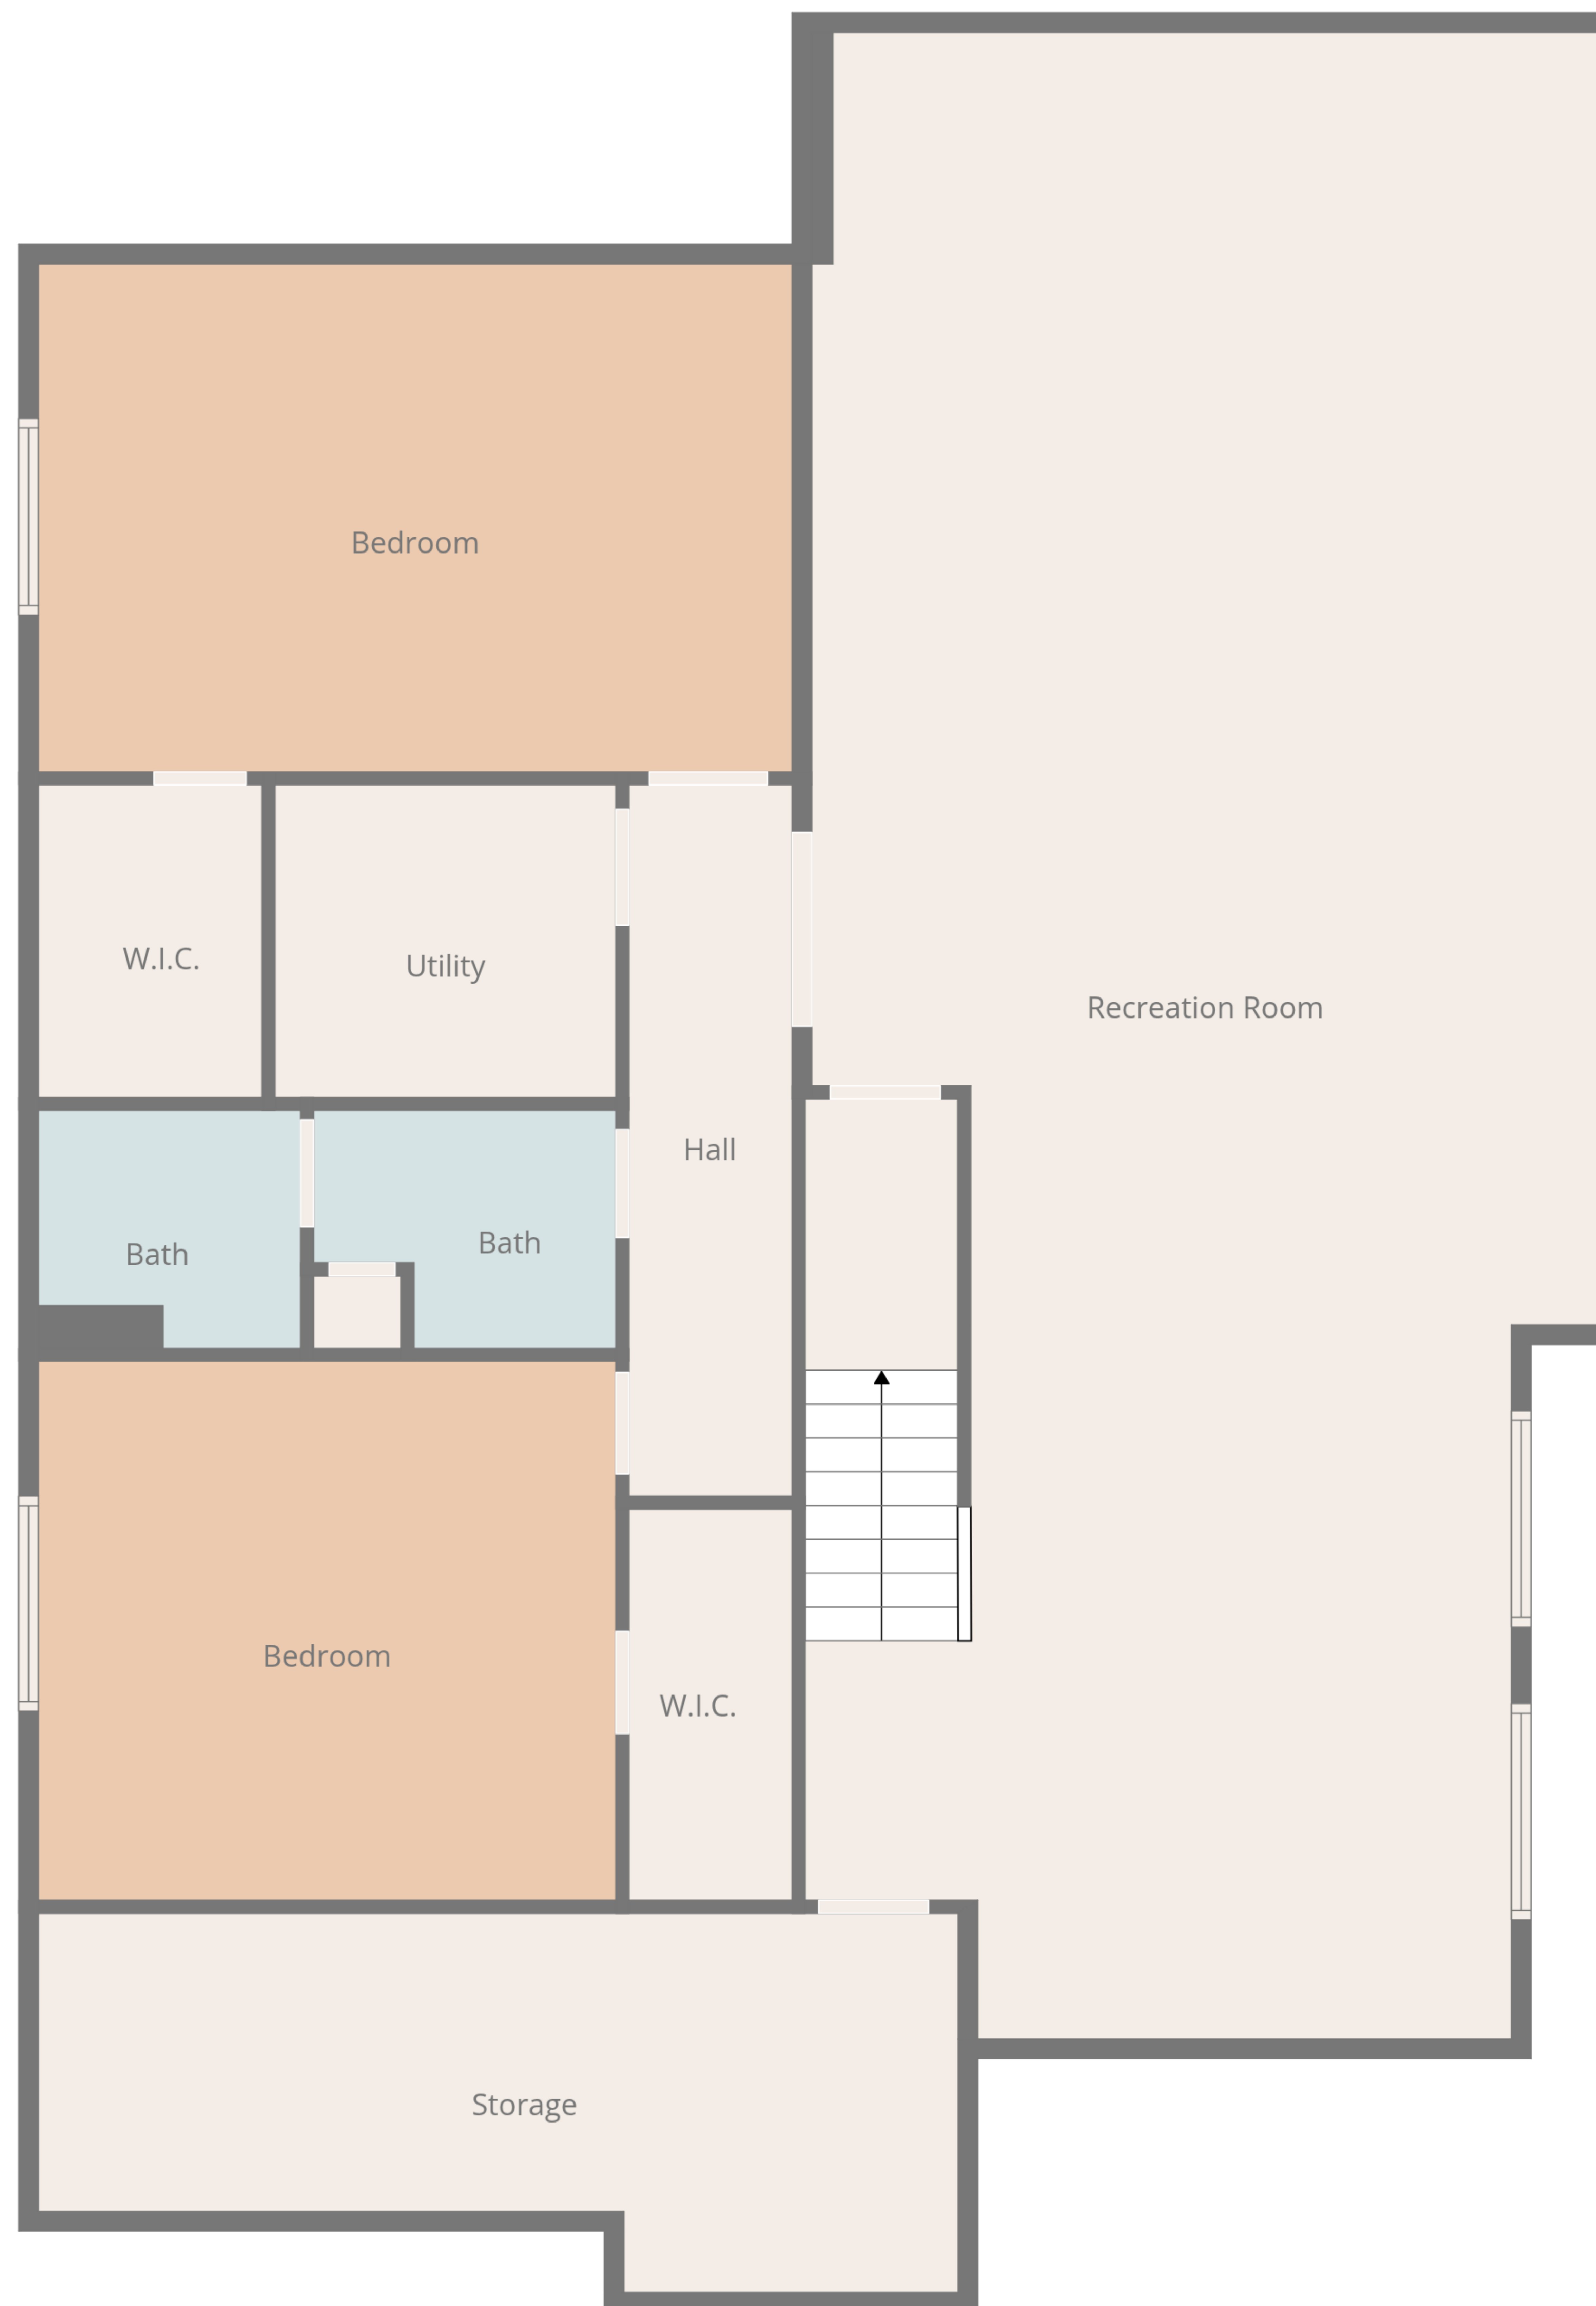 Bedroom
W.I.C.
Utility
Recreation Room
Hall
Bath
Bath
Bedroom
W.I.C.
Storage